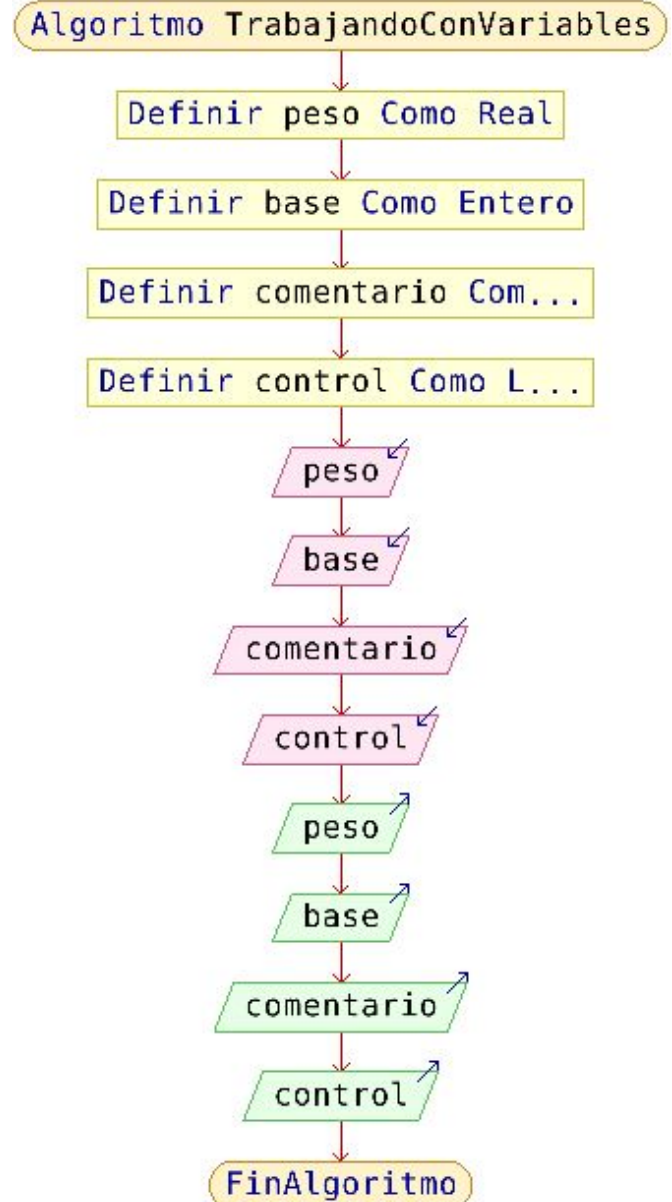 Algoritmo TrabajandoConVariables
Definir peso Como Real
Definir base Como Entero
Definir comentario Com...
Definir control Como L...
peso
base
comentario
control
peso
base
comentario
control
FinAlgoritmo